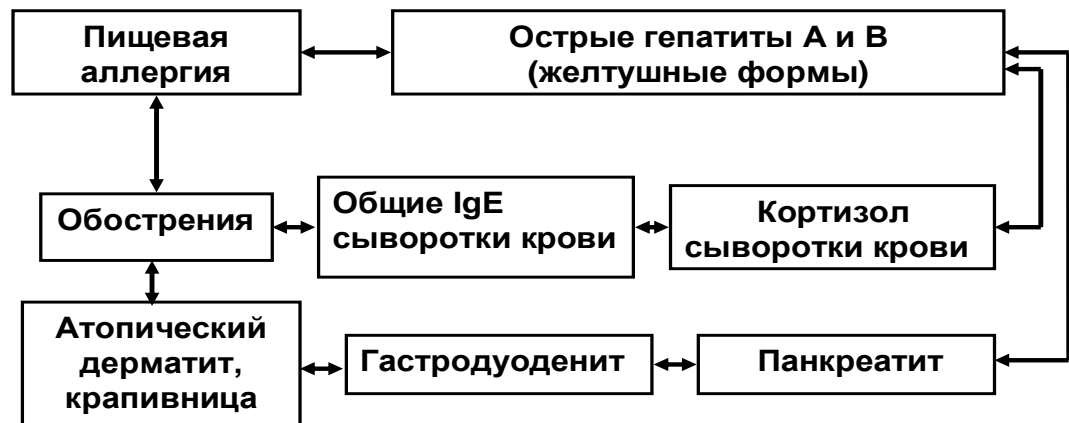 Пищевая
аллергия
Острые гепатиты А и В
(желтушные формы)
Обострения
Общие IgE
сыворотки крови
Кортизол
сыворотки крови
Атопический
дерматит,
крапивница
Гастродуоденит
Панкреатит